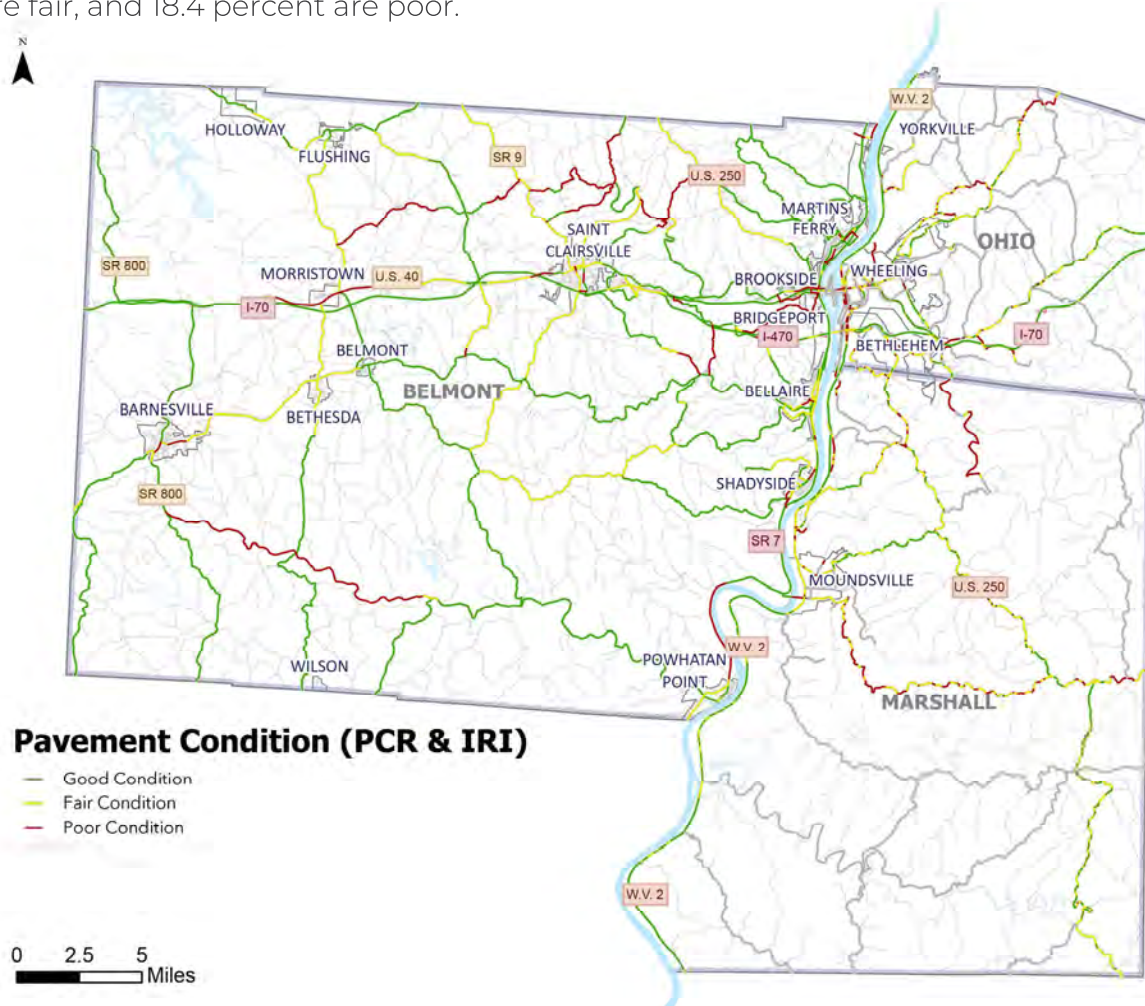 re fair, and 18.4 percent are poor.
N
W.V. 2
HOLLOWAY
YORKVILLE
FLUSHING
SR 9
U.S. 250
MARTINS
FERRY
SAINT
CLAIRSVILLE
OHIO
SR 800
MORRISTOWN
U.S. 40
BROOKSIDE
WHEELING
I-70
BRIDGEPORT
I-470
BETHLEHEM
I-70
BELMONT
BELMONT
BELLAIRE
BARNESVILLE
BETHESDA
SR 800
SHADYSIDE
SR 7
MOUNDSVILLE
U.S. 250
WILSON
POWHATAN
POINT
W.V. 2
MARSHALL
Pavement Condition (PCR & IRI)
Good Condition
Fair Condition
Poor Condition
W.V. 2
0 2.5 5
Miles